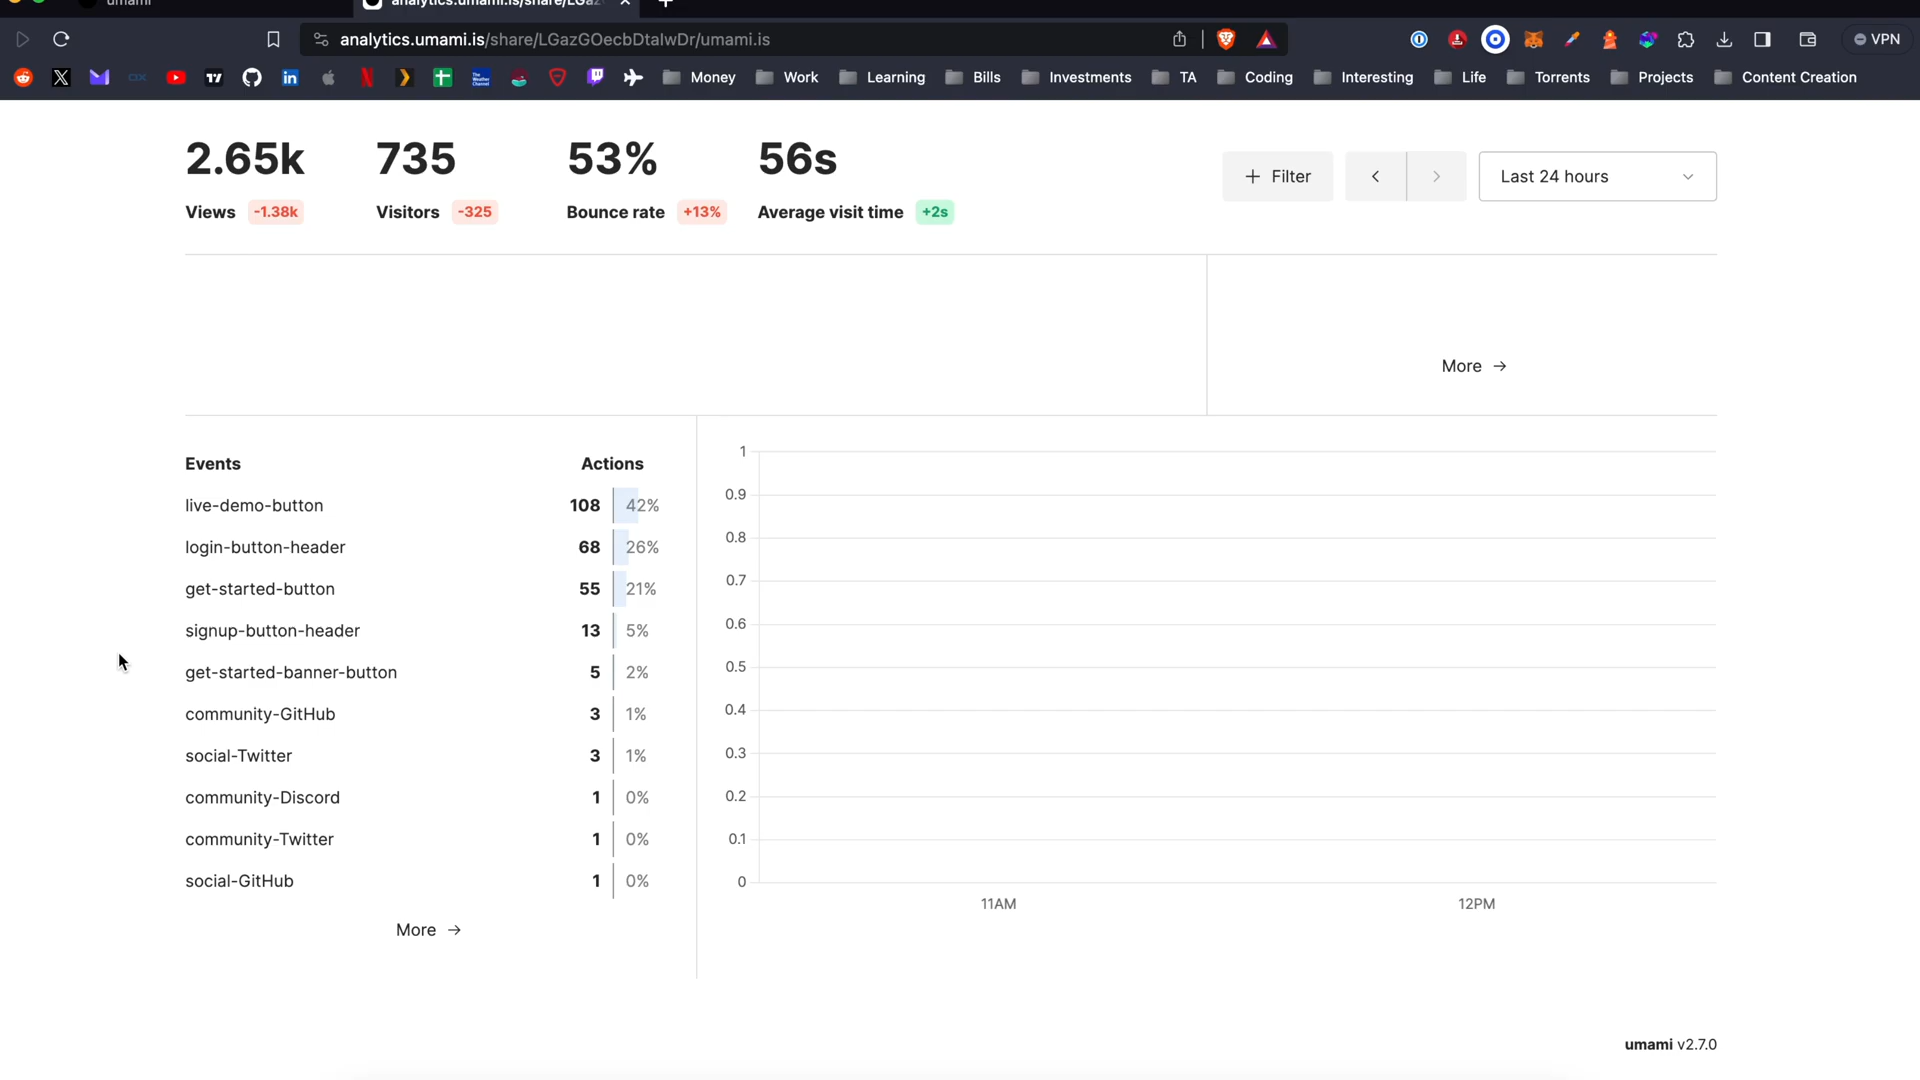 umami
analytics.umami.is/share/LGaz
analytics.umami.is/share/LGazGOecbDtalwDr/umami.is
VPN
Money Work Learning Bills Investments TA Coding Interesting Life Torrents Projects Content Creation
2.65k 735 53% 56s
+ Filter
Last 24 hours
Views -1.38k Visitors -325 Bounce rate +13% Average visit time +2s
More →
Events Actions
live-demo-button 108 42%
login-button-header 68 26%
get-started-button 55 21%
signup-button-header 13 5%
get-started-banner-button 5 2%
community-GitHub 3 1%
social-Twitter 3 1%
community-Discord 1 0%
community-Twitter 1 0%
social-GitHub 1 0%
More →
1
0.9
0.8
0.7
0.6
0.5
0.4
0.3
0.2
0.1
0
11AM 12PM
umami v2.7.0